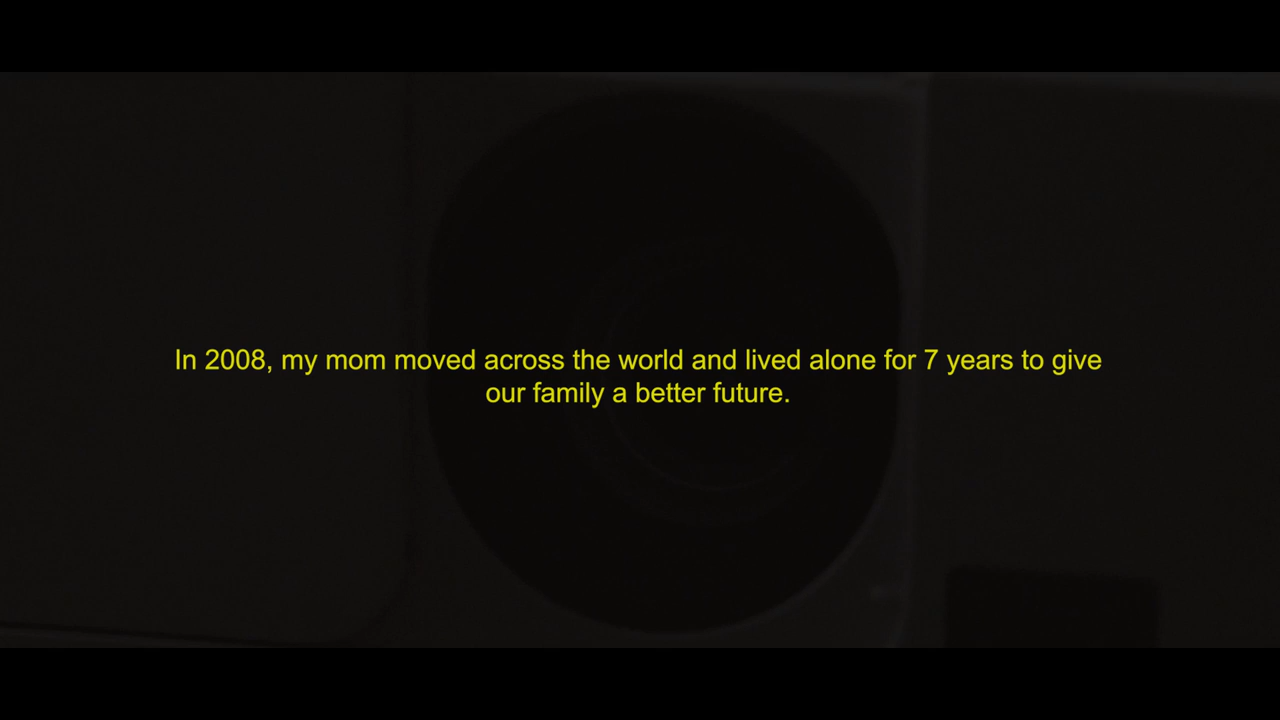 In 2008, my mom moved across the world and lived alone for 7 years to give
our family a better future.